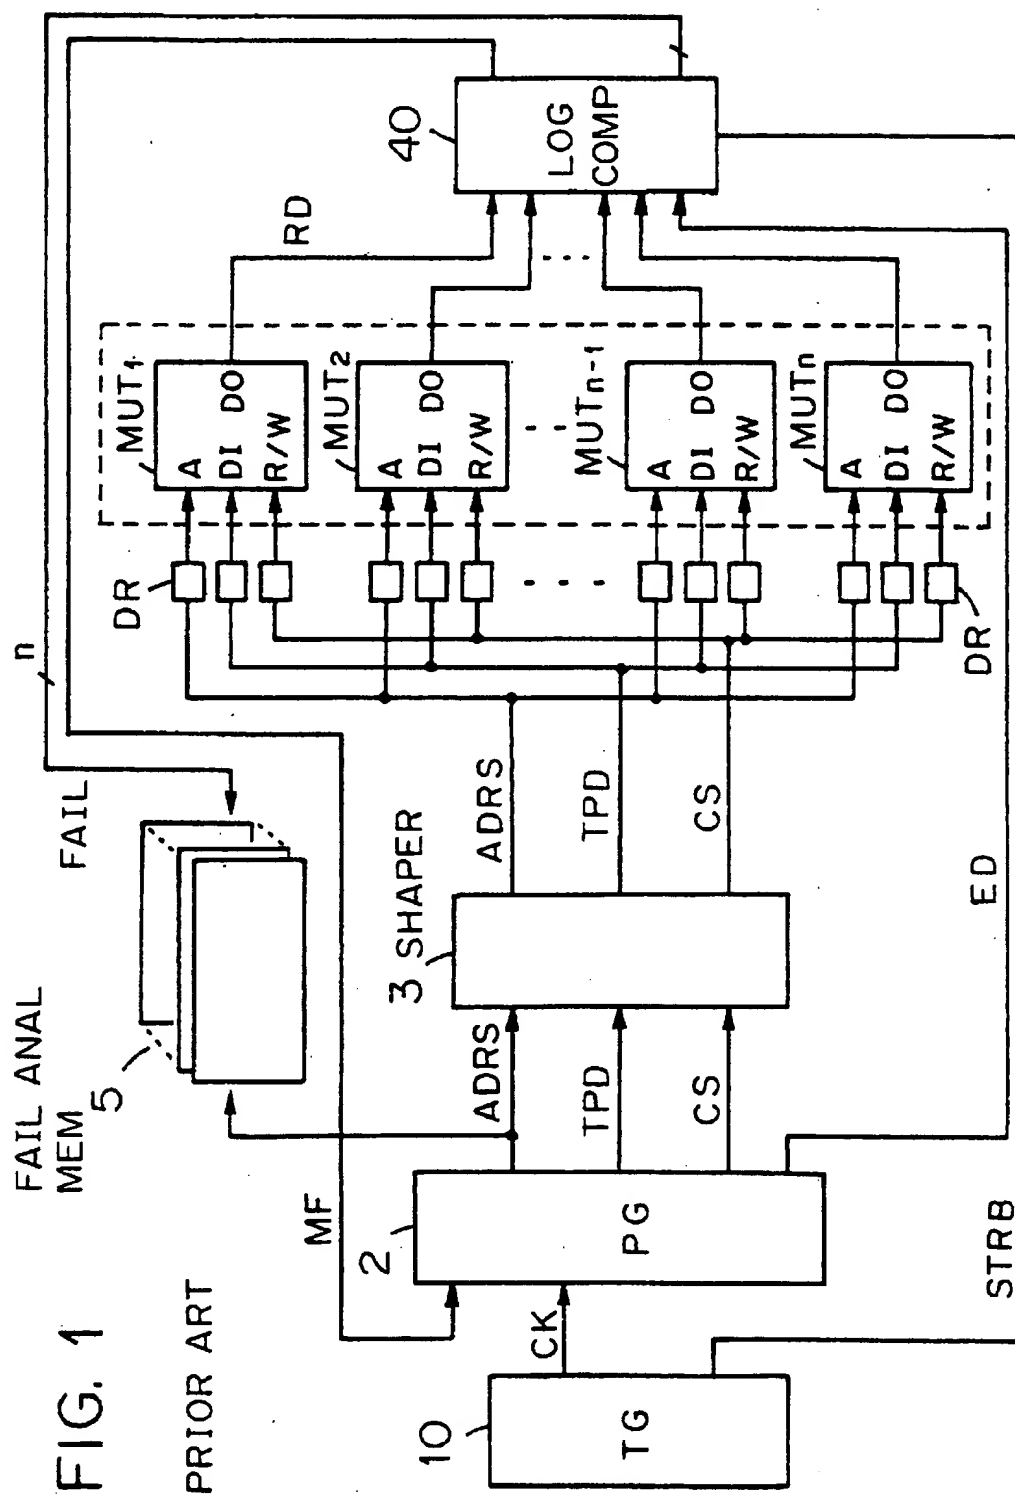 FIG. 1
PRIOR ART
FAIL ANAL
MEM
5
FAIL
n
MF
10
TG
CK
STRB
2
PG
ADRS
TPD
CS
ED
3 SHAPER
ADRS
TPD
CS
DR
DR
MUT1
A
DI DO
R/W
MUT2
A
DI DO
R/W
MUTn-1
A
DI DO
R/W
MUTn
A
DI DO
R/W
RD
40
LOG
COMP